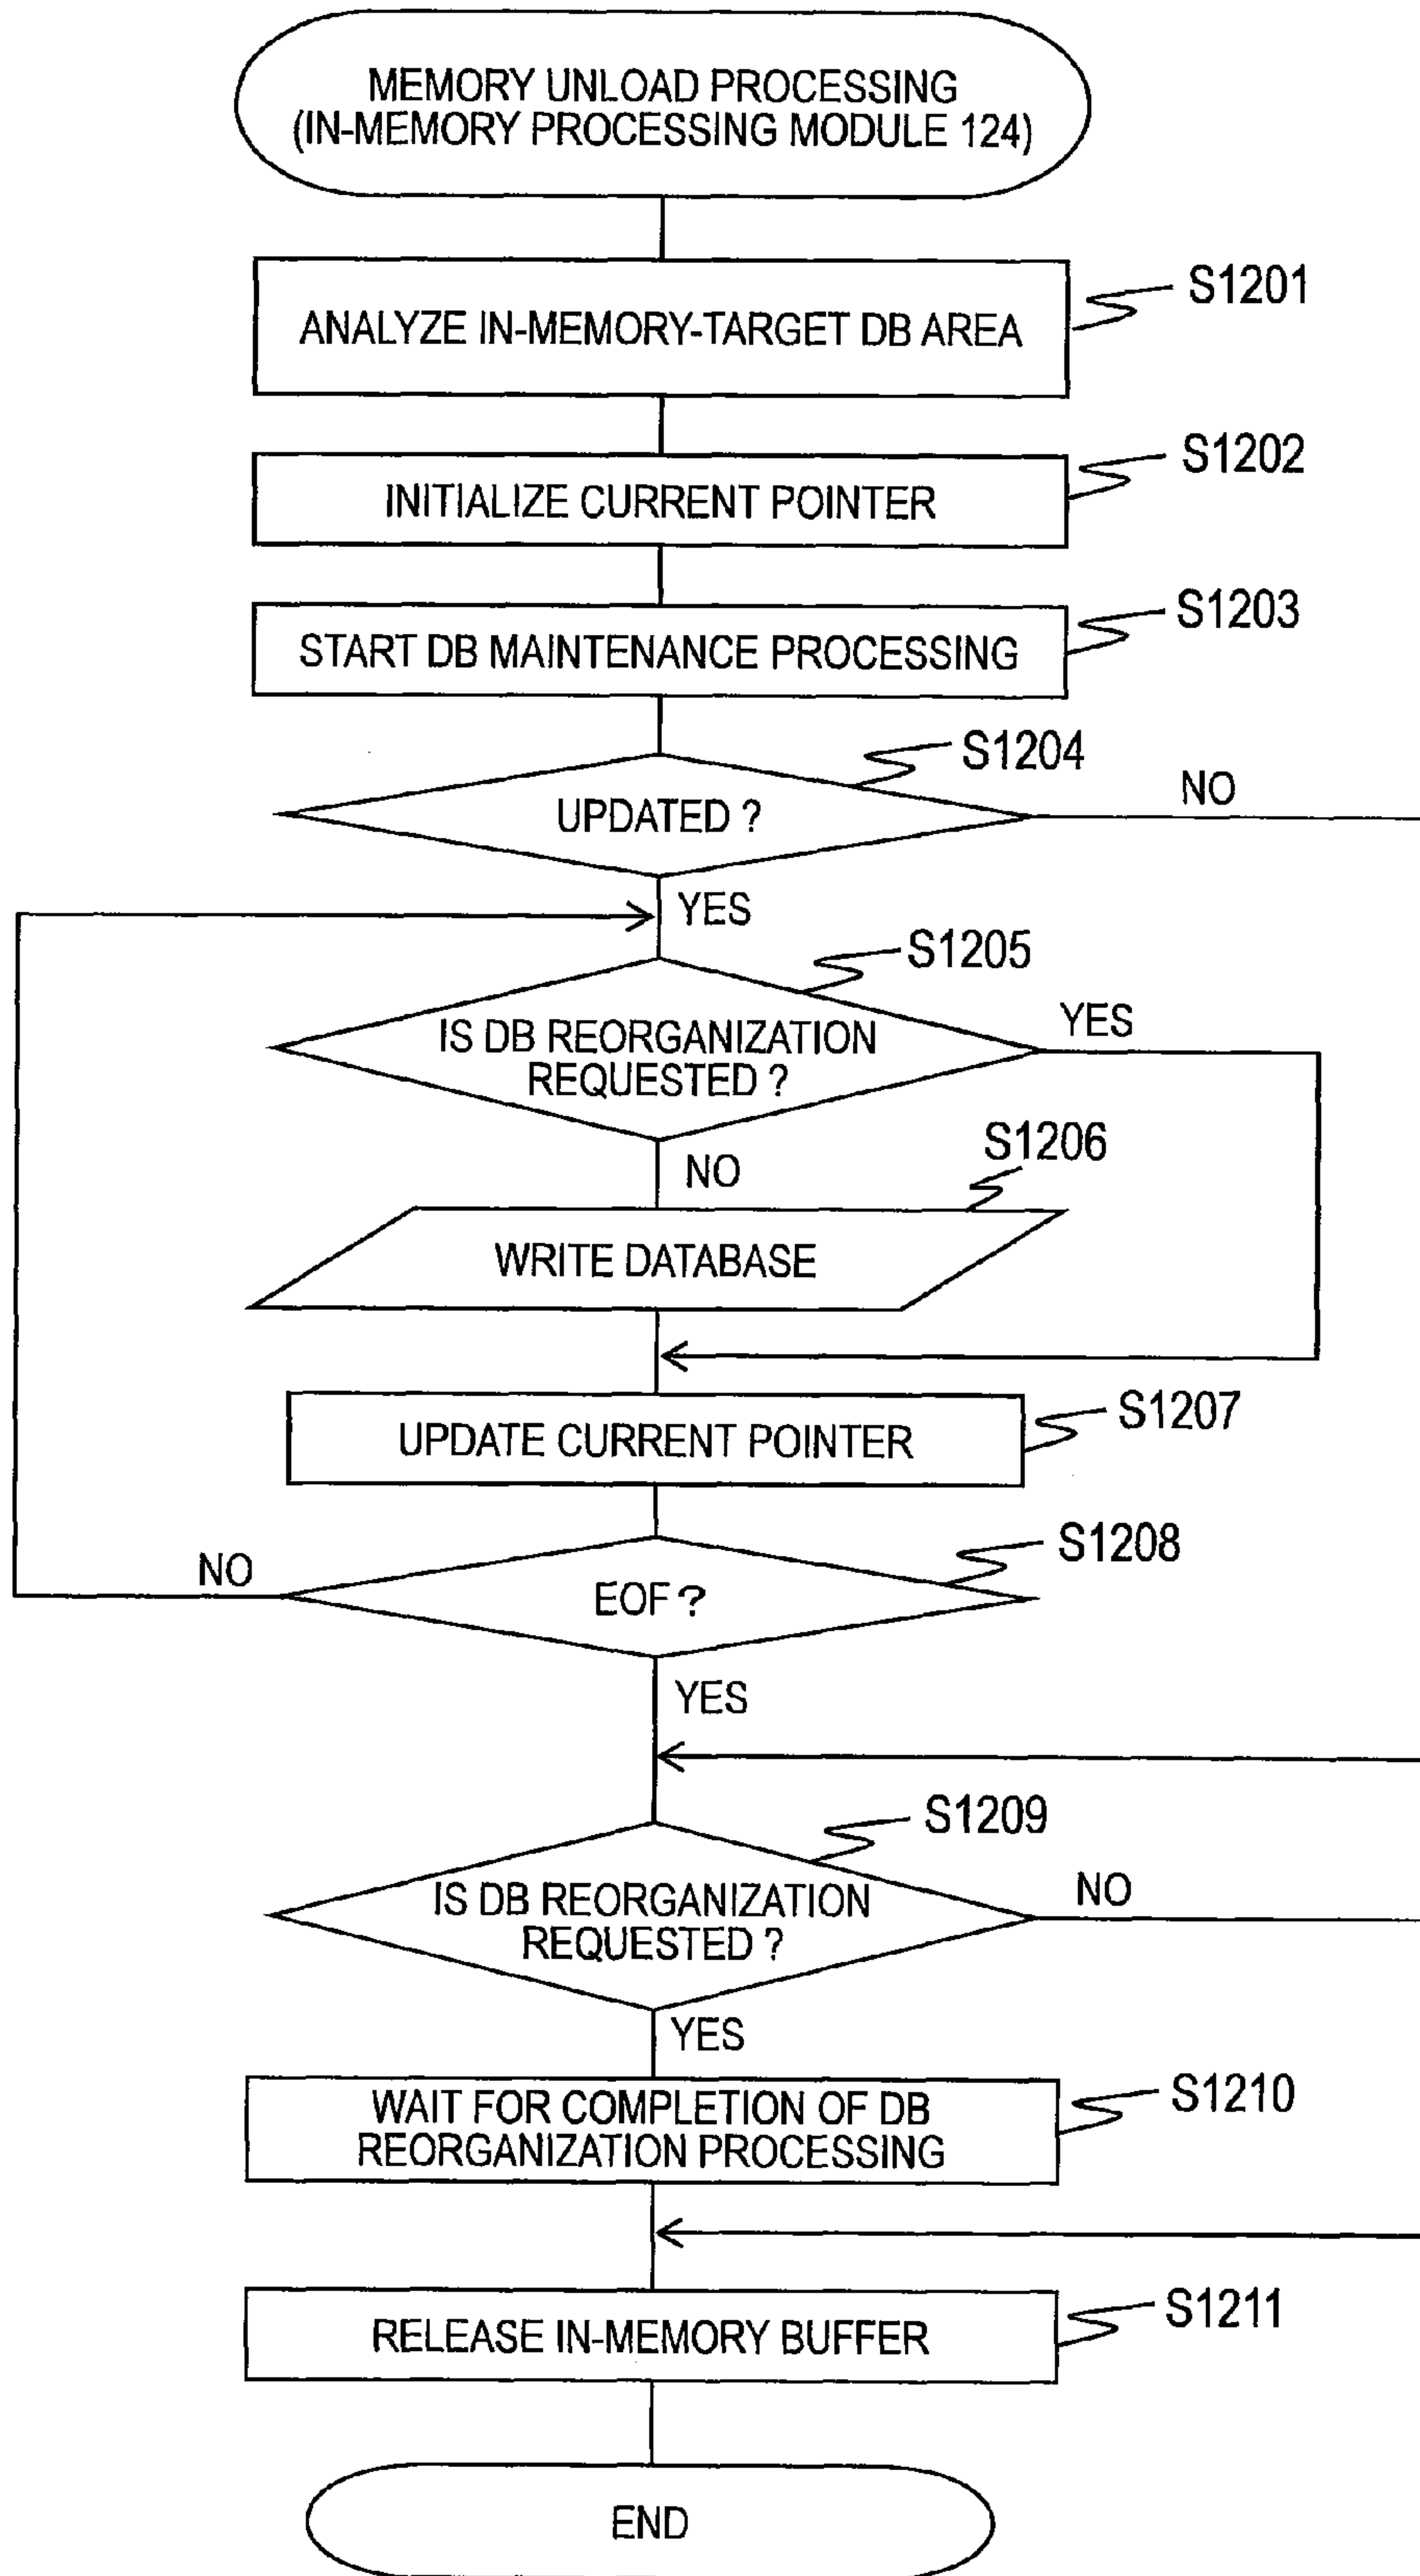 MEMORY UNLOAD PROCESSING
(IN-MEMORY PROCESSING MODULE 124)
S1201
ANALYZE IN-MEMORY-TARGET DB AREA
S1202
INITIALIZE CURRENT POINTER
S1203
START DB MAINTENANCE PROCESSING
S1204
NO
UPDATED ?
YES
S1205
YES
IS DB REORGANIZATION
REQUESTED ?
S1206
NO
WRITE DATABASE
S1207
UPDATE CURRENT POINTER
S1208
NO
EOF ?
YES
S1209
NO
IS DB REORGANIZATION
REQUESTED ?
YES
S1210
WAIT FOR COMPLETION OF DB
REORGANIZATION PROCESSING
S1211
RELEASE IN-MEMORY BUFFER
END